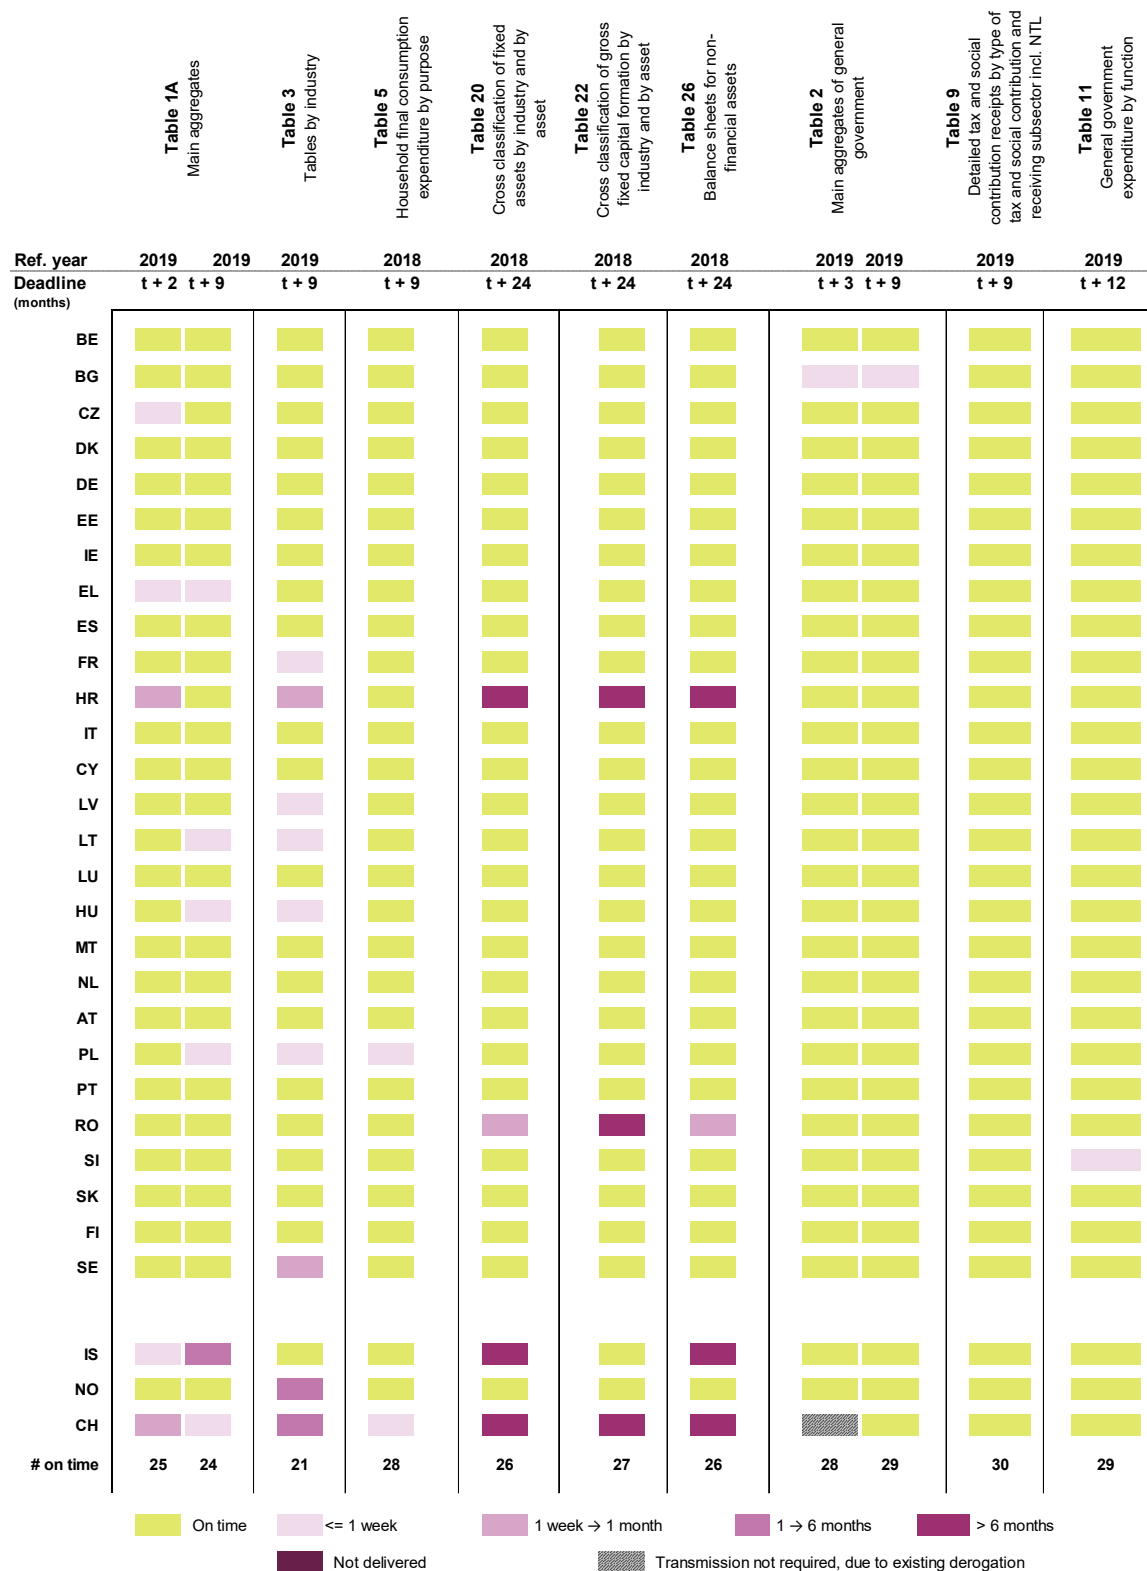 Table 1A
Main aggregates
Table 3
Tables by industry
Table 5
Household final consumption
expenditure by purpose
Table 20
Cross classification of fixed
assets by industry and by
asset
Table 22
Cross classification of gross
fixed capital formation by
industry and by asset
Table 26
Balance sheets for non-
financial assets
Table 2
Main aggregates of general
government
Table 9
Detailed tax and social
contribution receipts by type of
tax and social contribution and
receiving subsector incl. NTL
Table 11
General government
expenditure by function
Ref. year 2019 2019 2019 2018 2018 2018 2018 2019 2019 2019 2019
Deadline t + 2 t + 9 t + 9 t + 9 t + 24 t + 24 t + 24 t + 3 t + 9 t + 9 t + 12
(months)
BE
BG
CZ
DK
DE
EE
IE
EL
ES
FR
HR
IT
CY
LV
LT
LU
HU
MT
NL
AT
PL
PT
RO
SI
SK
FI
SE
IS
NO
CH
# on time 25 24 21 28 26 27 26 28 29 30 29
On time <= 1 week 1 week → 1 month 1 → 6 months > 6 months
Not delivered Transmission not required, due to existing derogation